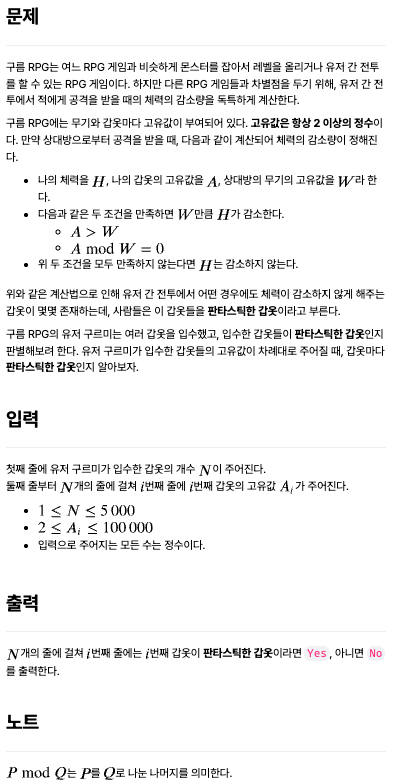 문제
구름 RPG는 여느 RPG 게임과 비슷하게 몬스터를 잡아서 레벨을 올리거나 유저 간 전투
를 할 수 있는 RPG 게임이다. 하지만 다른 RPG 게임들과 차별점을 두기 위해, 유저 간 전
투에서 적에게 공격을 받을 때의 체력의 감소량을 독특하게 계산한다.
구름 RPG에는 무기와 갑옷마다 고유값이 부여되어 있다. 고유값은 항상 2 이상의 정수이
다. 만약 상대방으로부터 공격을 받을 때, 다음과 같이 계산되어 체력의 감소량이 정해진
다.
• 나의 체력을 H, 나의 갑옷의 고유값을 A, 상대방의 무기의 고유값을 W라 한
다.
• 다음과 같은 두 조건을 만족하면 W만큼 H가 감소한다.
◦ A > W
◦ A mod W = 0
• 위 두 조건을 모두 만족하지 않는다면 H는 감소하지 않는다.
위와 같은 계산법으로 인해 유저 간 전투에서 어떤 경우에도 체력이 감소하지 않게 해주는
갑옷이 몇몇 존재하는데, 사람들은 이 갑옷들을 판타스틱한 갑옷이라고 부른다.
구름 RPG의 유저 구르미는 여러 갑옷을 입수했고, 입수한 갑옷들이 판타스틱한 갑옷인지
판별해보려 한다. 유저 구르미가 입수한 갑옷들의 고유값이 차례대로 주어질 때, 갑옷마다
판타스틱한 갑옷인지 알아보자.
입력
첫째 줄에 유저 구르미가 입수한 갑옷의 개수 N이 주어진다.
둘째 줄부터 N개의 줄에 걸쳐 i번째 줄에 i번째 갑옷의 고유값 A_i가 주어진다.
• 1 ≤ N ≤ 5 000
• 2 ≤ A_i ≤ 100 000
• 입력으로 주어지는 모든 수는 정수이다.
출력
N개의 줄에 걸쳐 i번째 줄에는 i번째 갑옷이 판타스틱한 갑옷이라면 Yes, 아니면 No
를 출력한다.
노트
P mod Q는 P를 Q로 나눈 나머지를 의미한다.